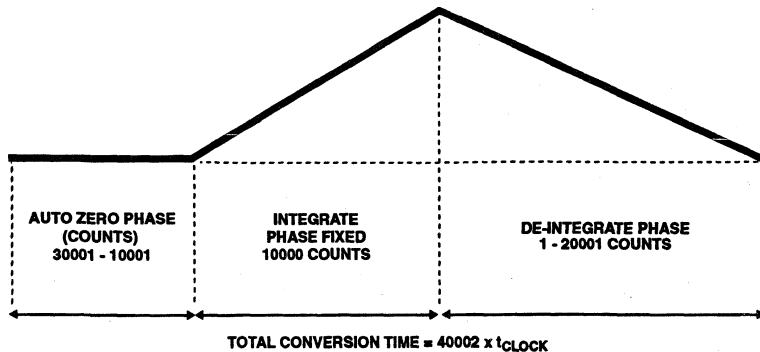 AUTO ZERO PHASE
(COUNTS)
30001 - 10001
INTEGRATE
PHASE FIXED
10000 COUNTS
DE-INTEGRATE PHASE
1 - 20001 COUNTS
TOTAL CONVERSION TIME = 40002 x tCLOCK